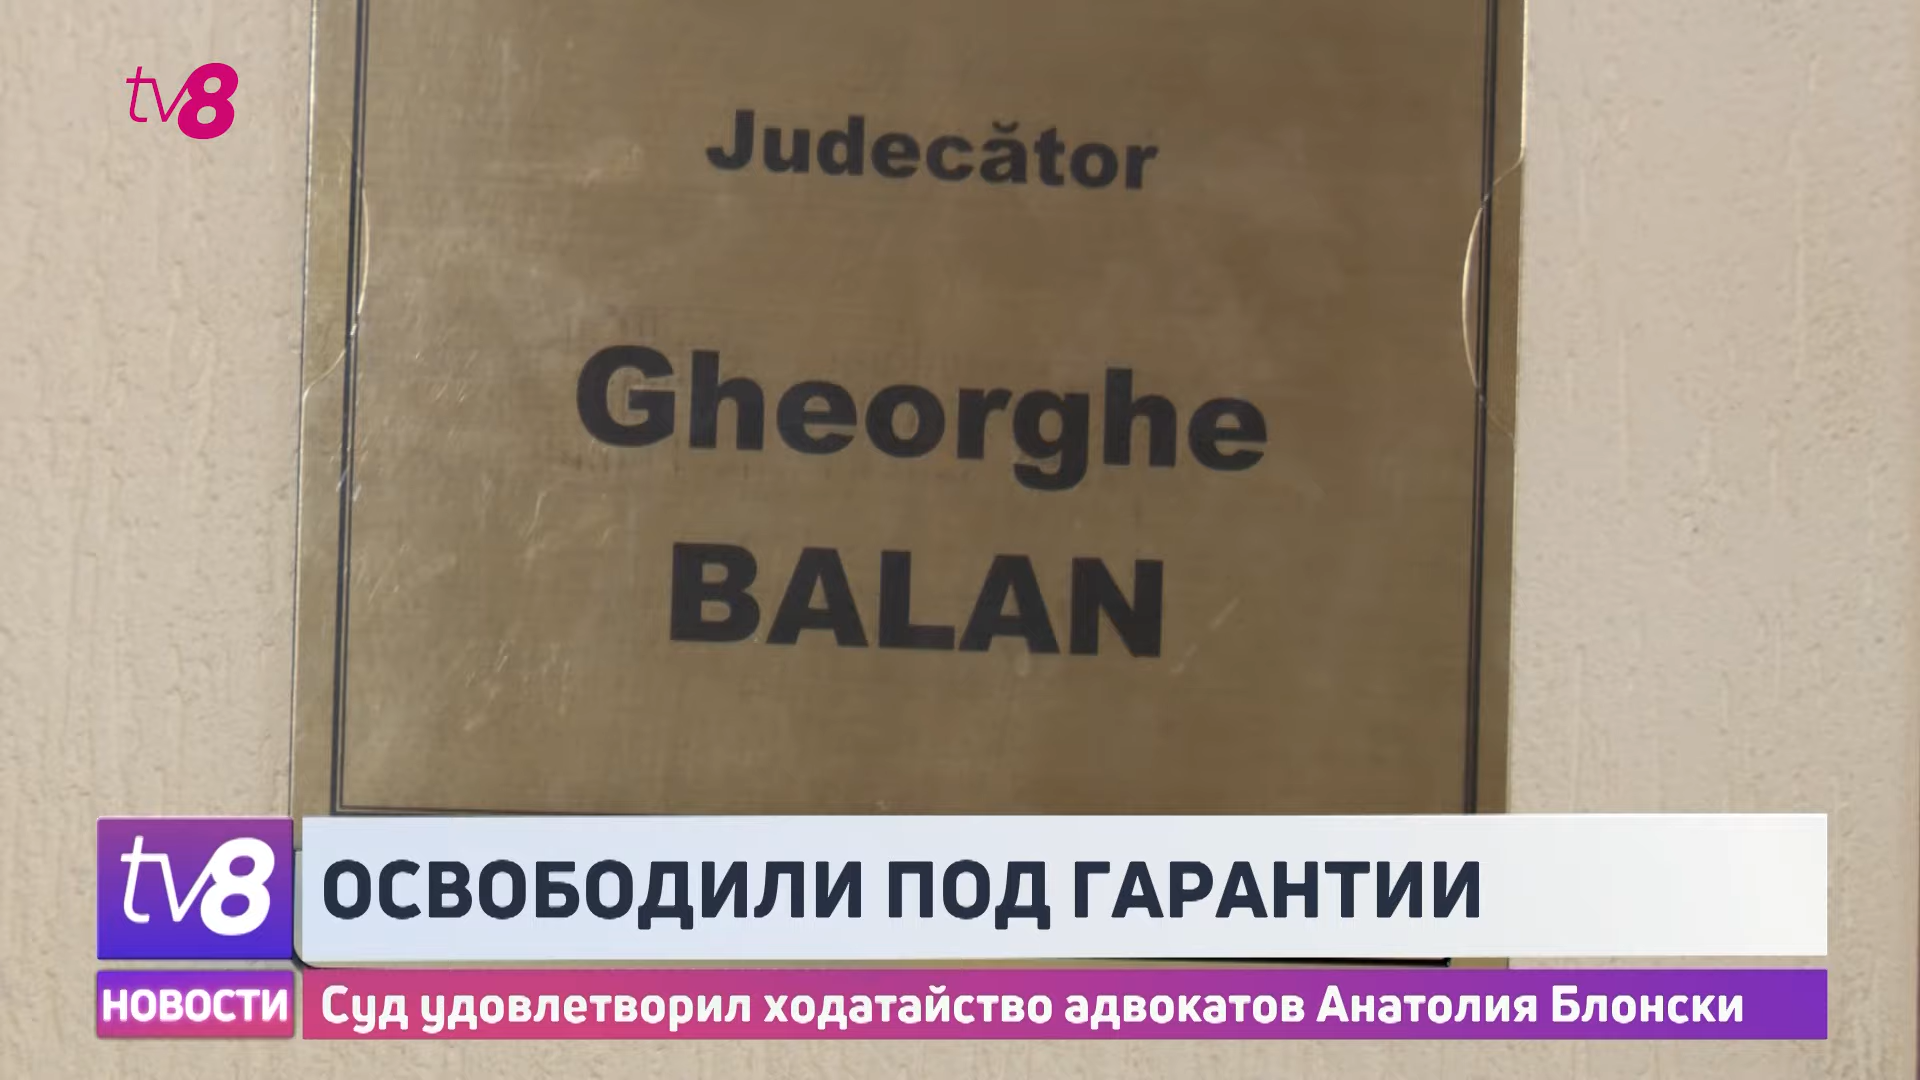 tv8
Judecător
Gheorghe
BALAN
tv8
ОСВОБОДИЛИ ПОД ГАРАНТИИ
НОВОСТИ
Суд удовлетворил ходатайство адвокатов Анатолия Блонски